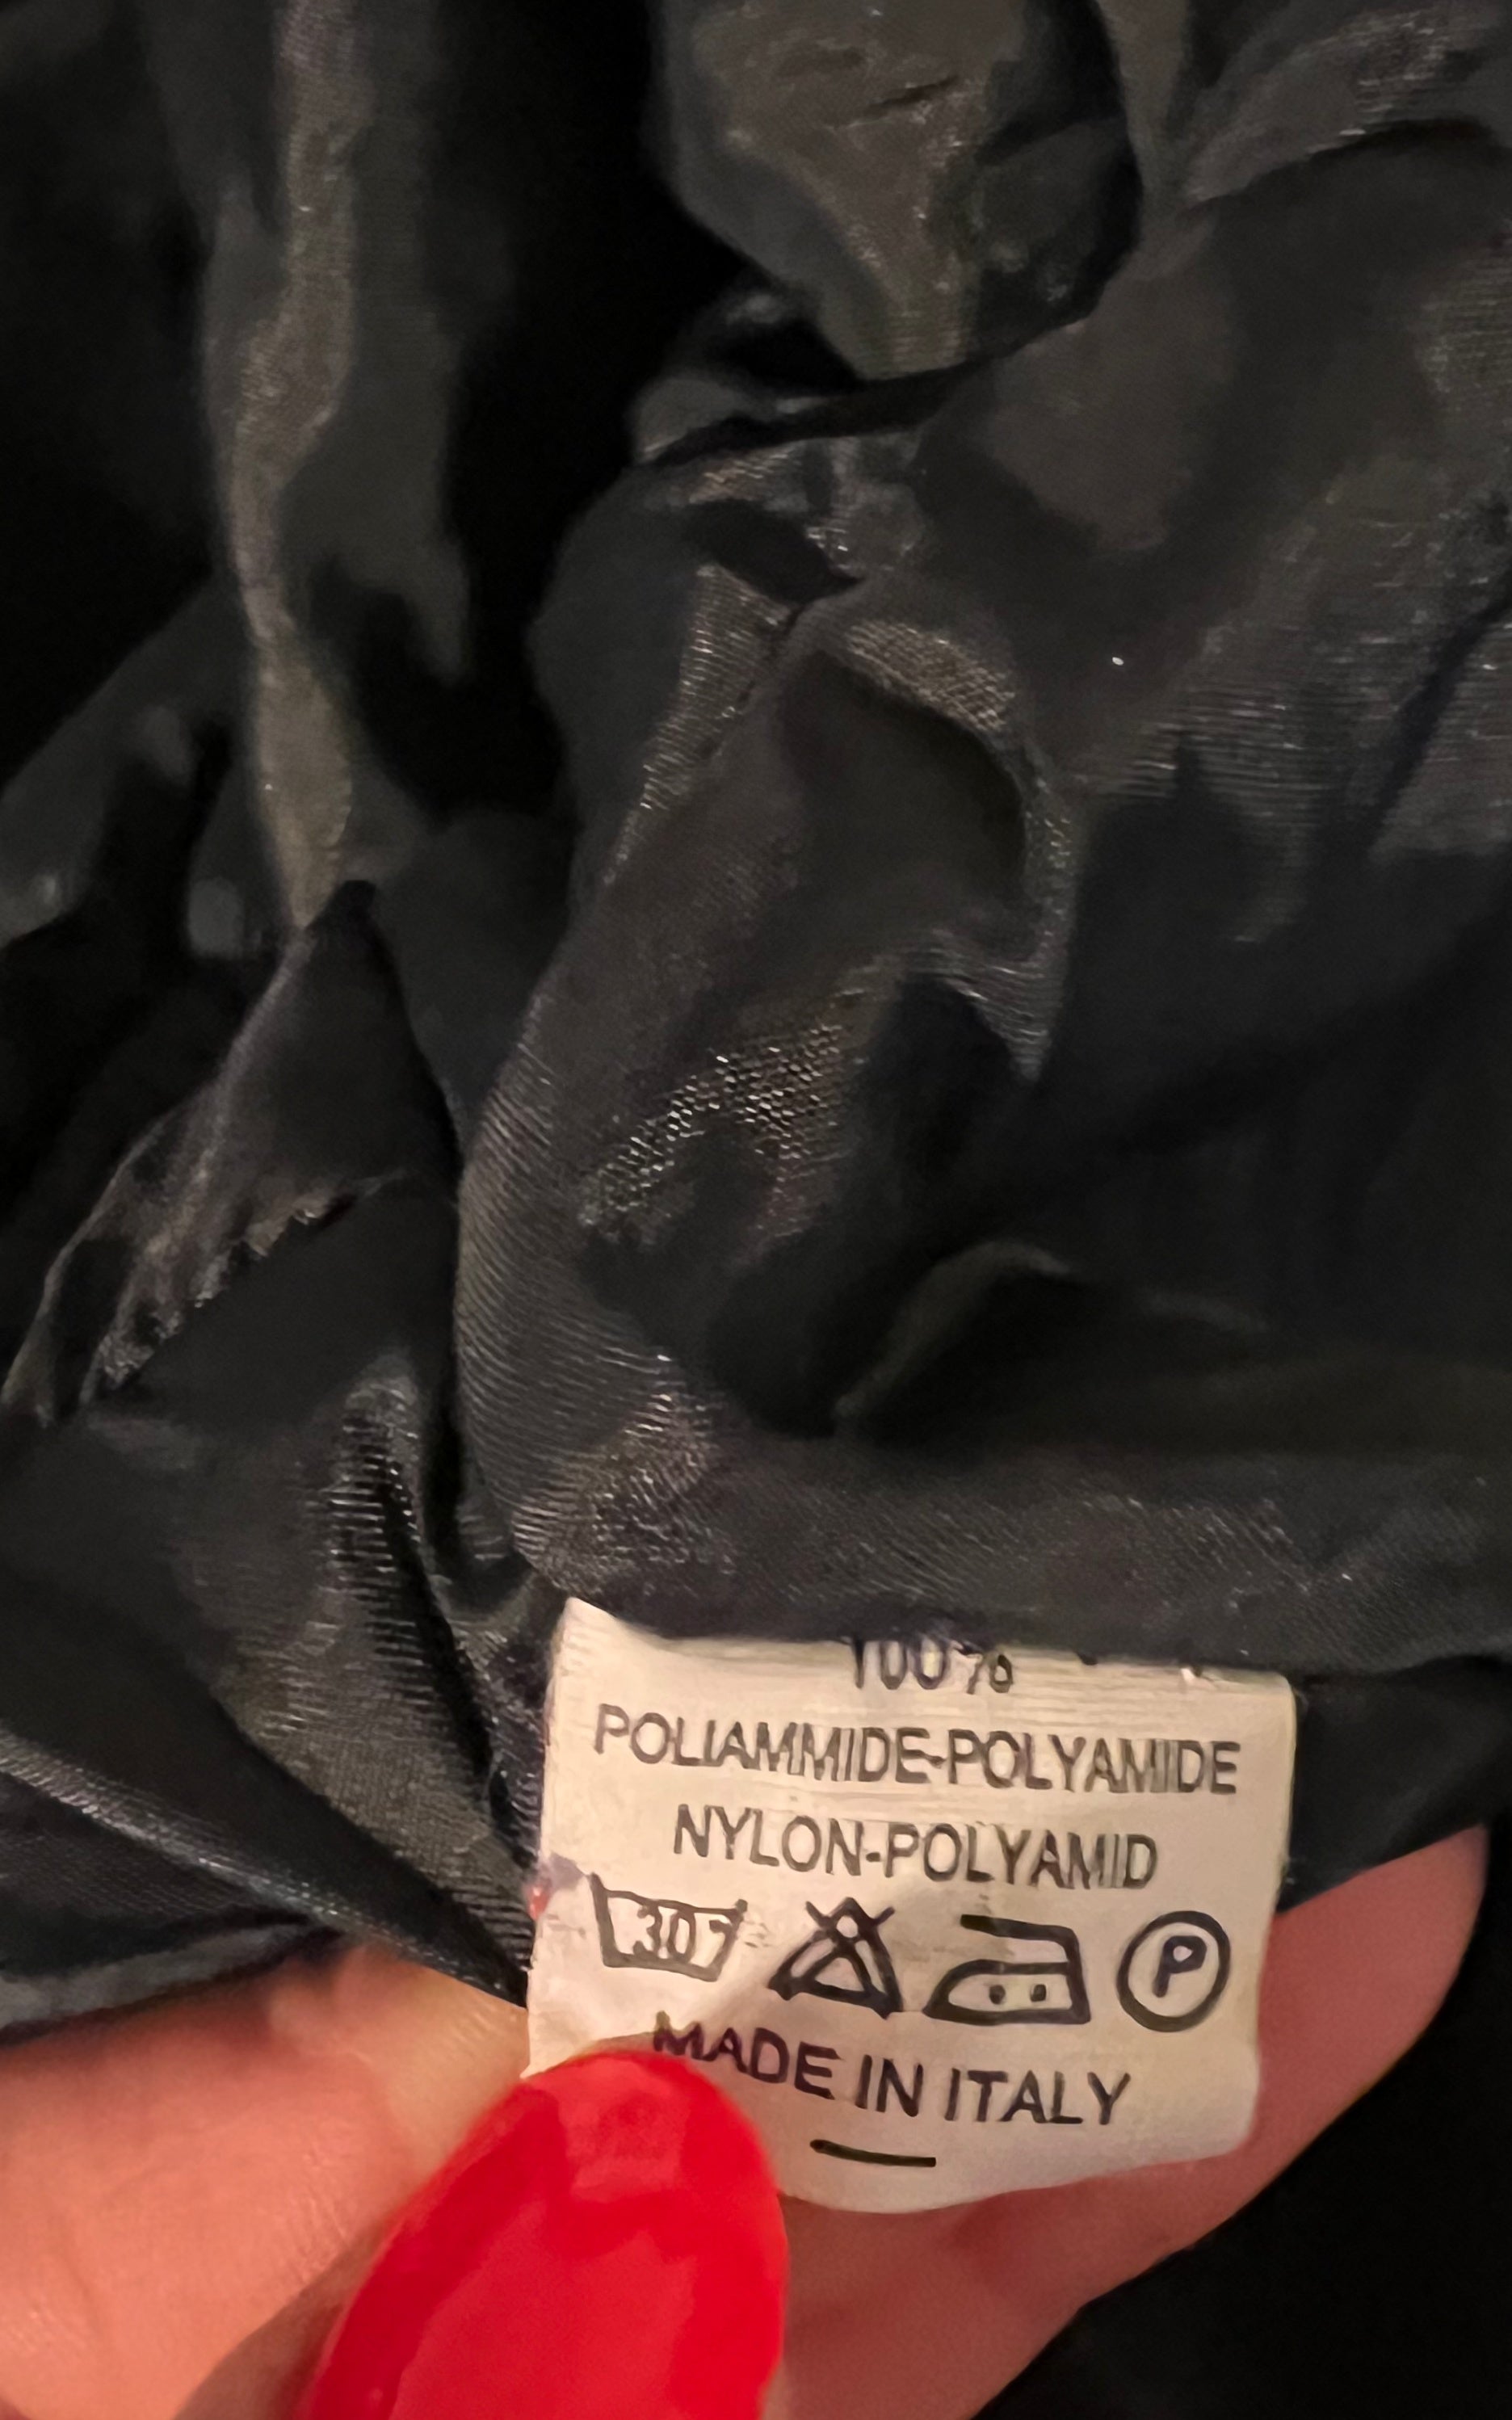 100%
POLIAMMIDE-POLYAMIDE
NYLON-POLYAMID
30° P
MADE IN ITALY